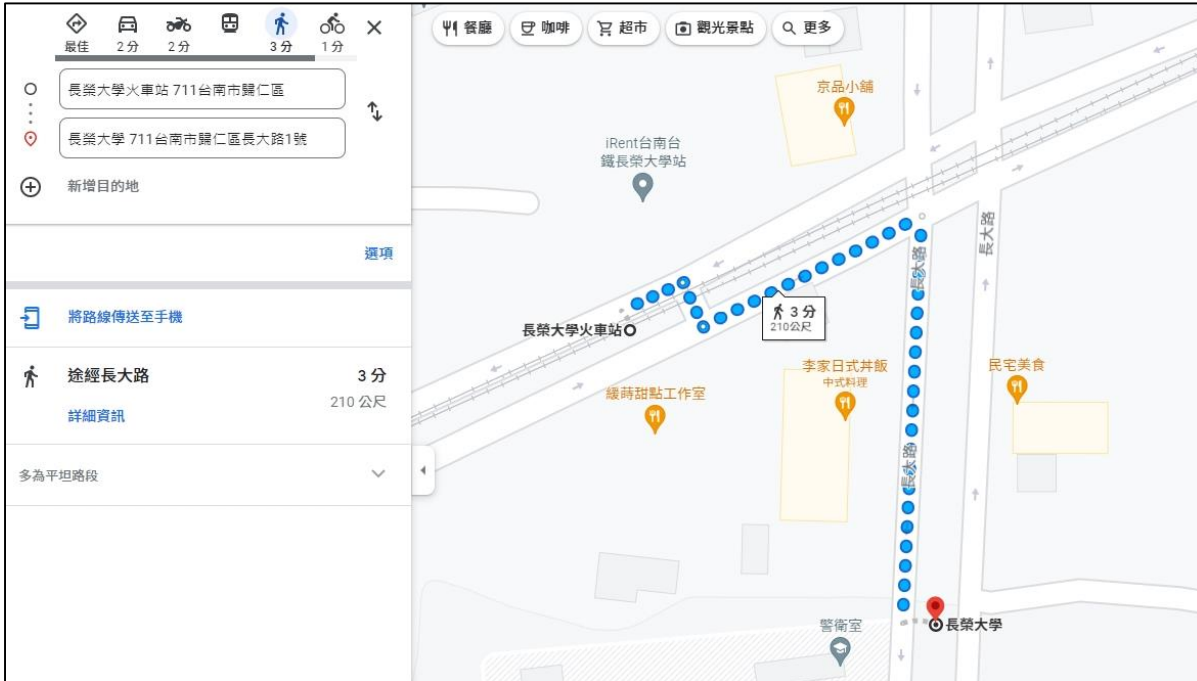 最佳
2 分
2 分
3 分
1 分
長榮大學火車站 711台南市歸仁區
長榮大學 711台南市歸仁區長大路1號
新增目的地
選項
將路線傳送至手機
途經長大路
3 分
210 公尺
詳細資訊
多為平坦路段
餐廳
咖啡
超市
觀光景點
更多
京品小舖
iRent台南台
鐵長榮大學站
長大路
長大路
長榮大學火車站
3 分
210公尺
李家日式丼飯
中式料理
民宅美食
緩蒔甜點工作室
長大路
警衛室
長榮大學